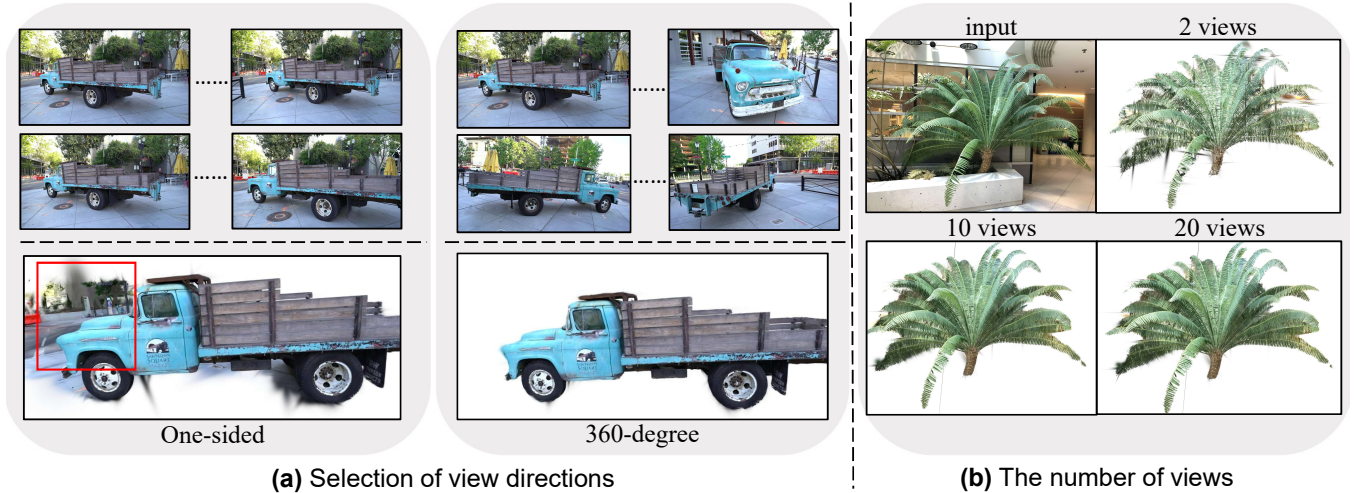 input
2 views
10 views
20 views
One-sided
360-degree
(a) Selection of view directions
(b) The number of views